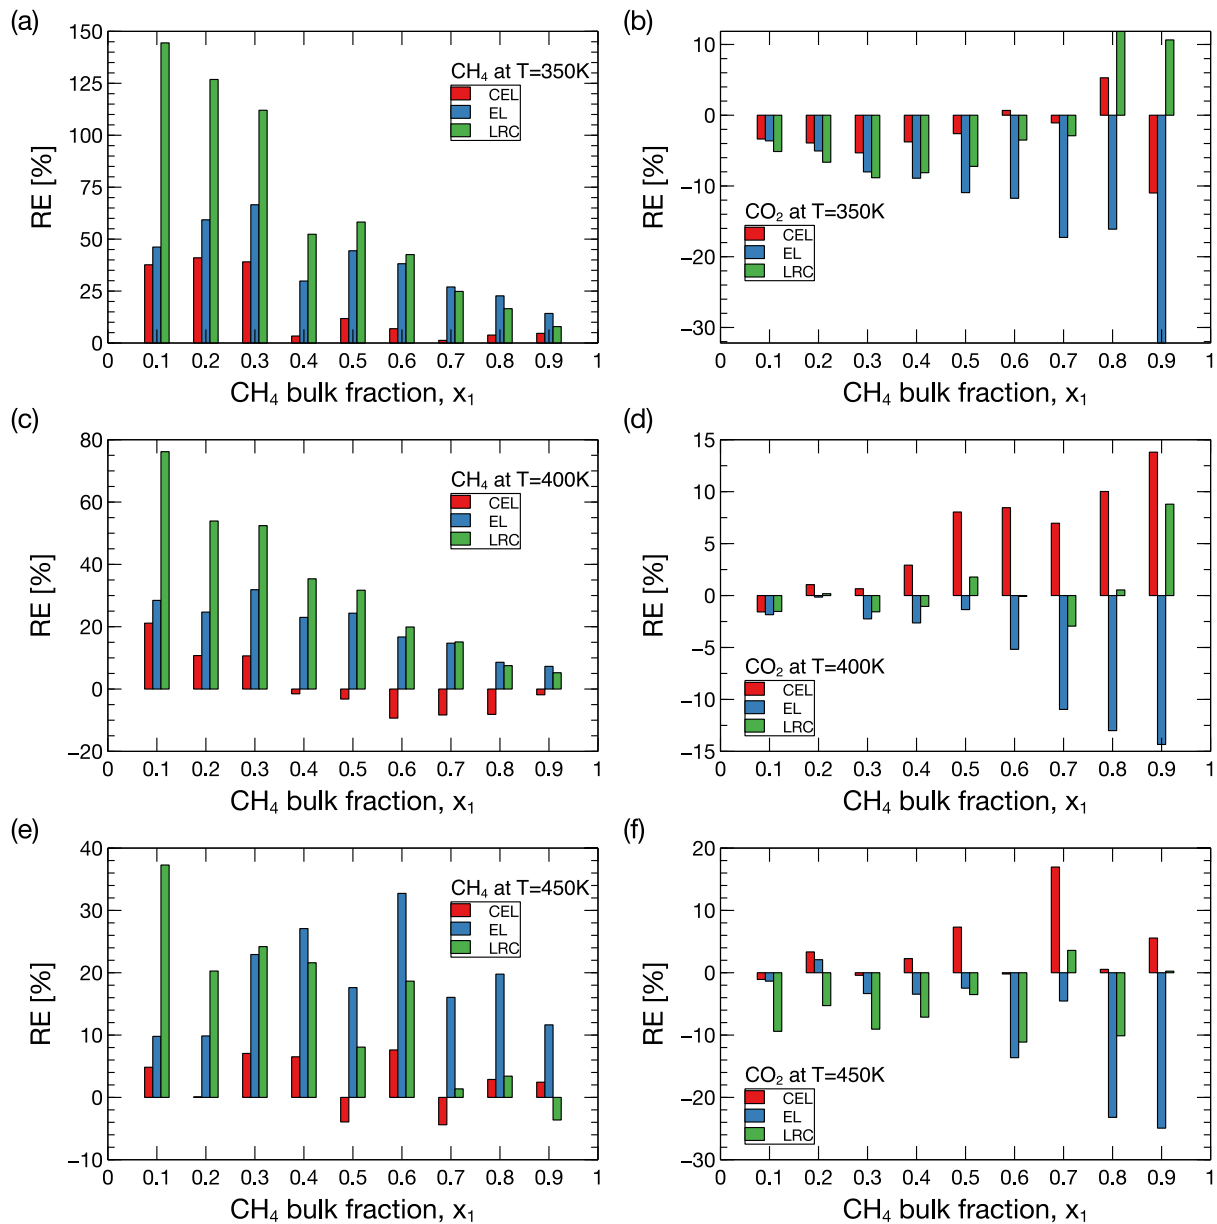 (a)
RE [%]
150
125
100
75
50
25
0
CH₄ at T=350K
CEL
EL
LRC
0 0.1 0.2 0.3 0.4 0.5 0.6 0.7 0.8 0.9 1
CH₄ bulk fraction, x₁
(b)
RE [%]
10
0
−10
−20
−30
CO₂ at T=350K
CEL
EL
LRC
0 0.1 0.2 0.3 0.4 0.5 0.6 0.7 0.8 0.9 1
CH₄ bulk fraction, x₁
(c)
RE [%]
80
60
40
20
0
−20
CH₄ at T=400K
CEL
EL
LRC
0 0.1 0.2 0.3 0.4 0.5 0.6 0.7 0.8 0.9 1
CH₄ bulk fraction, x₁
(d)
RE [%]
15
10
5
0
−5
−10
−15
CO₂ at T=400K
CEL
EL
LRC
0 0.1 0.2 0.3 0.4 0.5 0.6 0.7 0.8 0.9 1
CH₄ bulk fraction, x₁
(e)
RE [%]
40
30
20
10
0
−10
CH₄ at T=450K
CEL
EL
LRC
0 0.1 0.2 0.3 0.4 0.5 0.6 0.7 0.8 0.9 1
CH₄ bulk fraction, x₁
(f)
RE [%]
20
10
0
−10
−20
−30
CO₂ at T=450K
CEL
EL
LRC
0 0.1 0.2 0.3 0.4 0.5 0.6 0.7 0.8 0.9 1
CH₄ bulk fraction, x₁